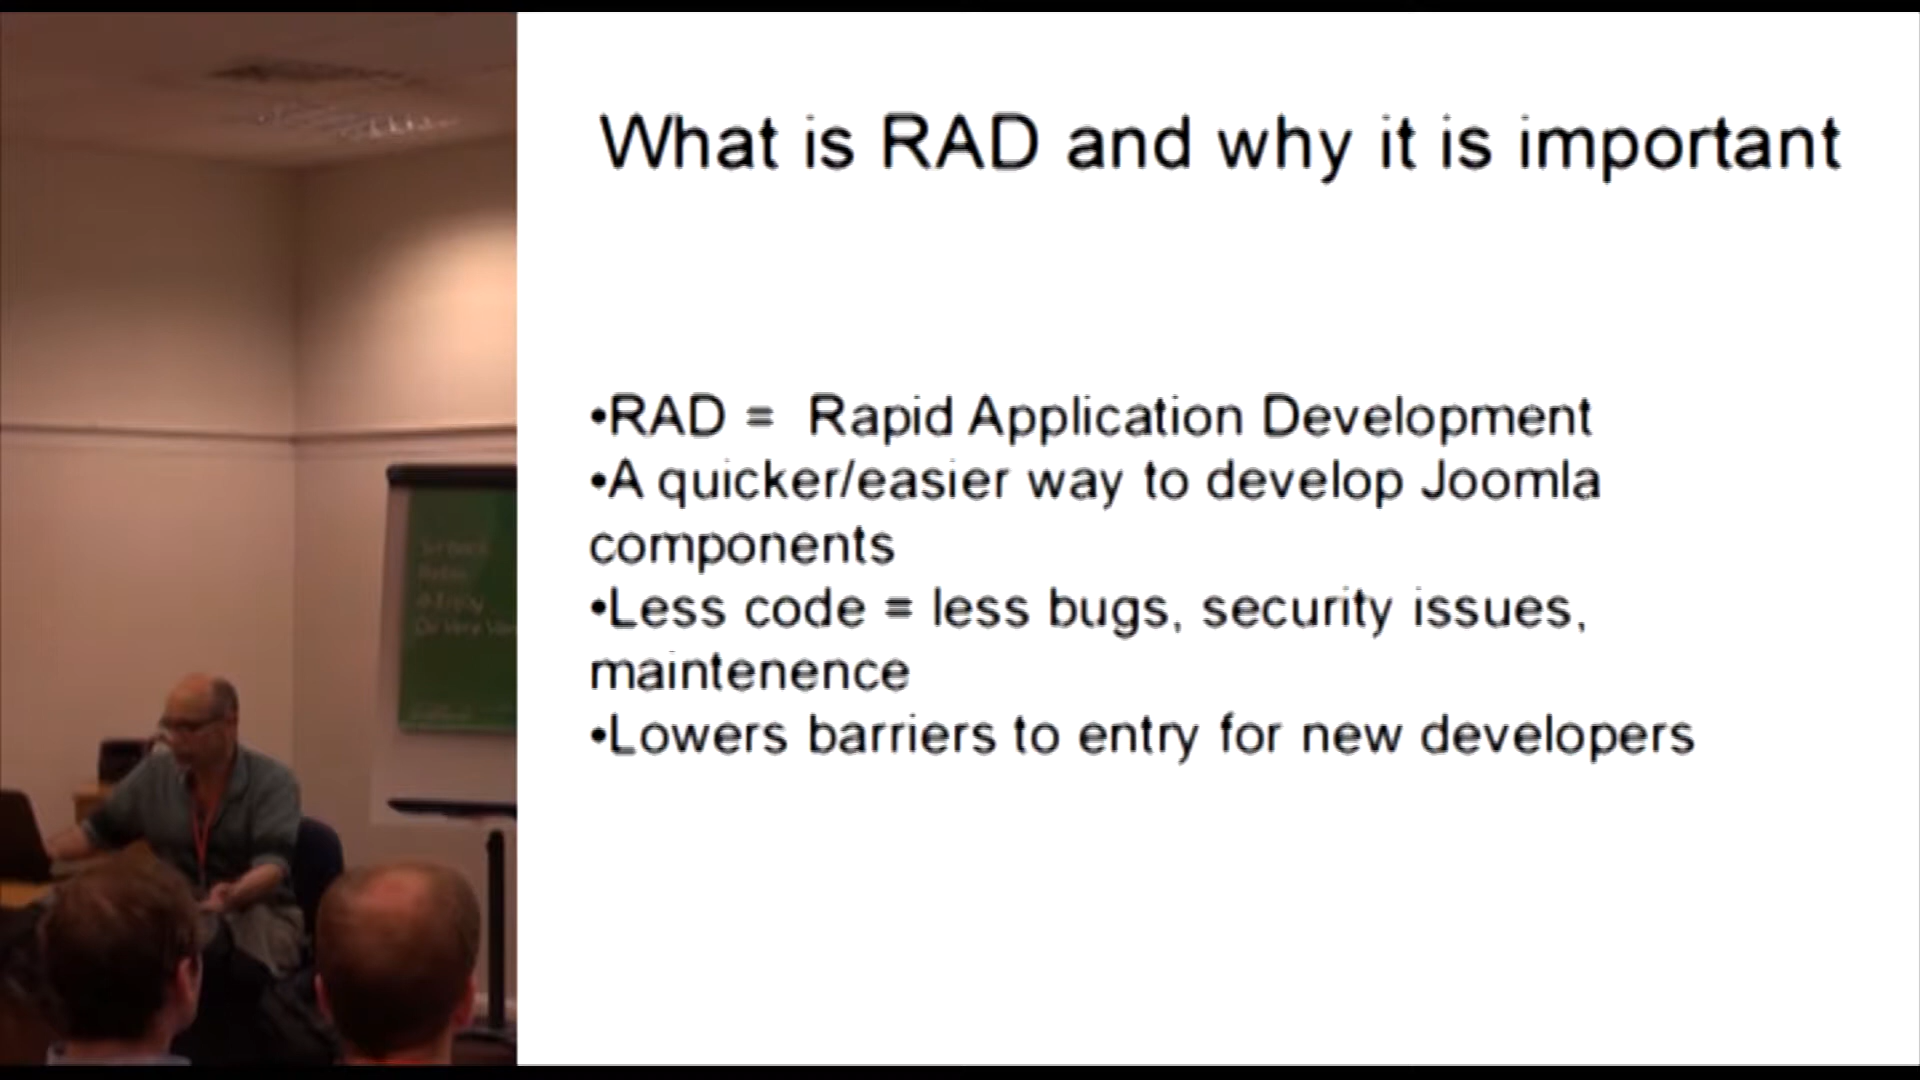 What is RAD and why it is important
•RAD = Rapid Application Development
•A quicker/easier way to develop Joomla
components
•Less code = less bugs, security issues,
maintenence
•Lowers barriers to entry for new developers